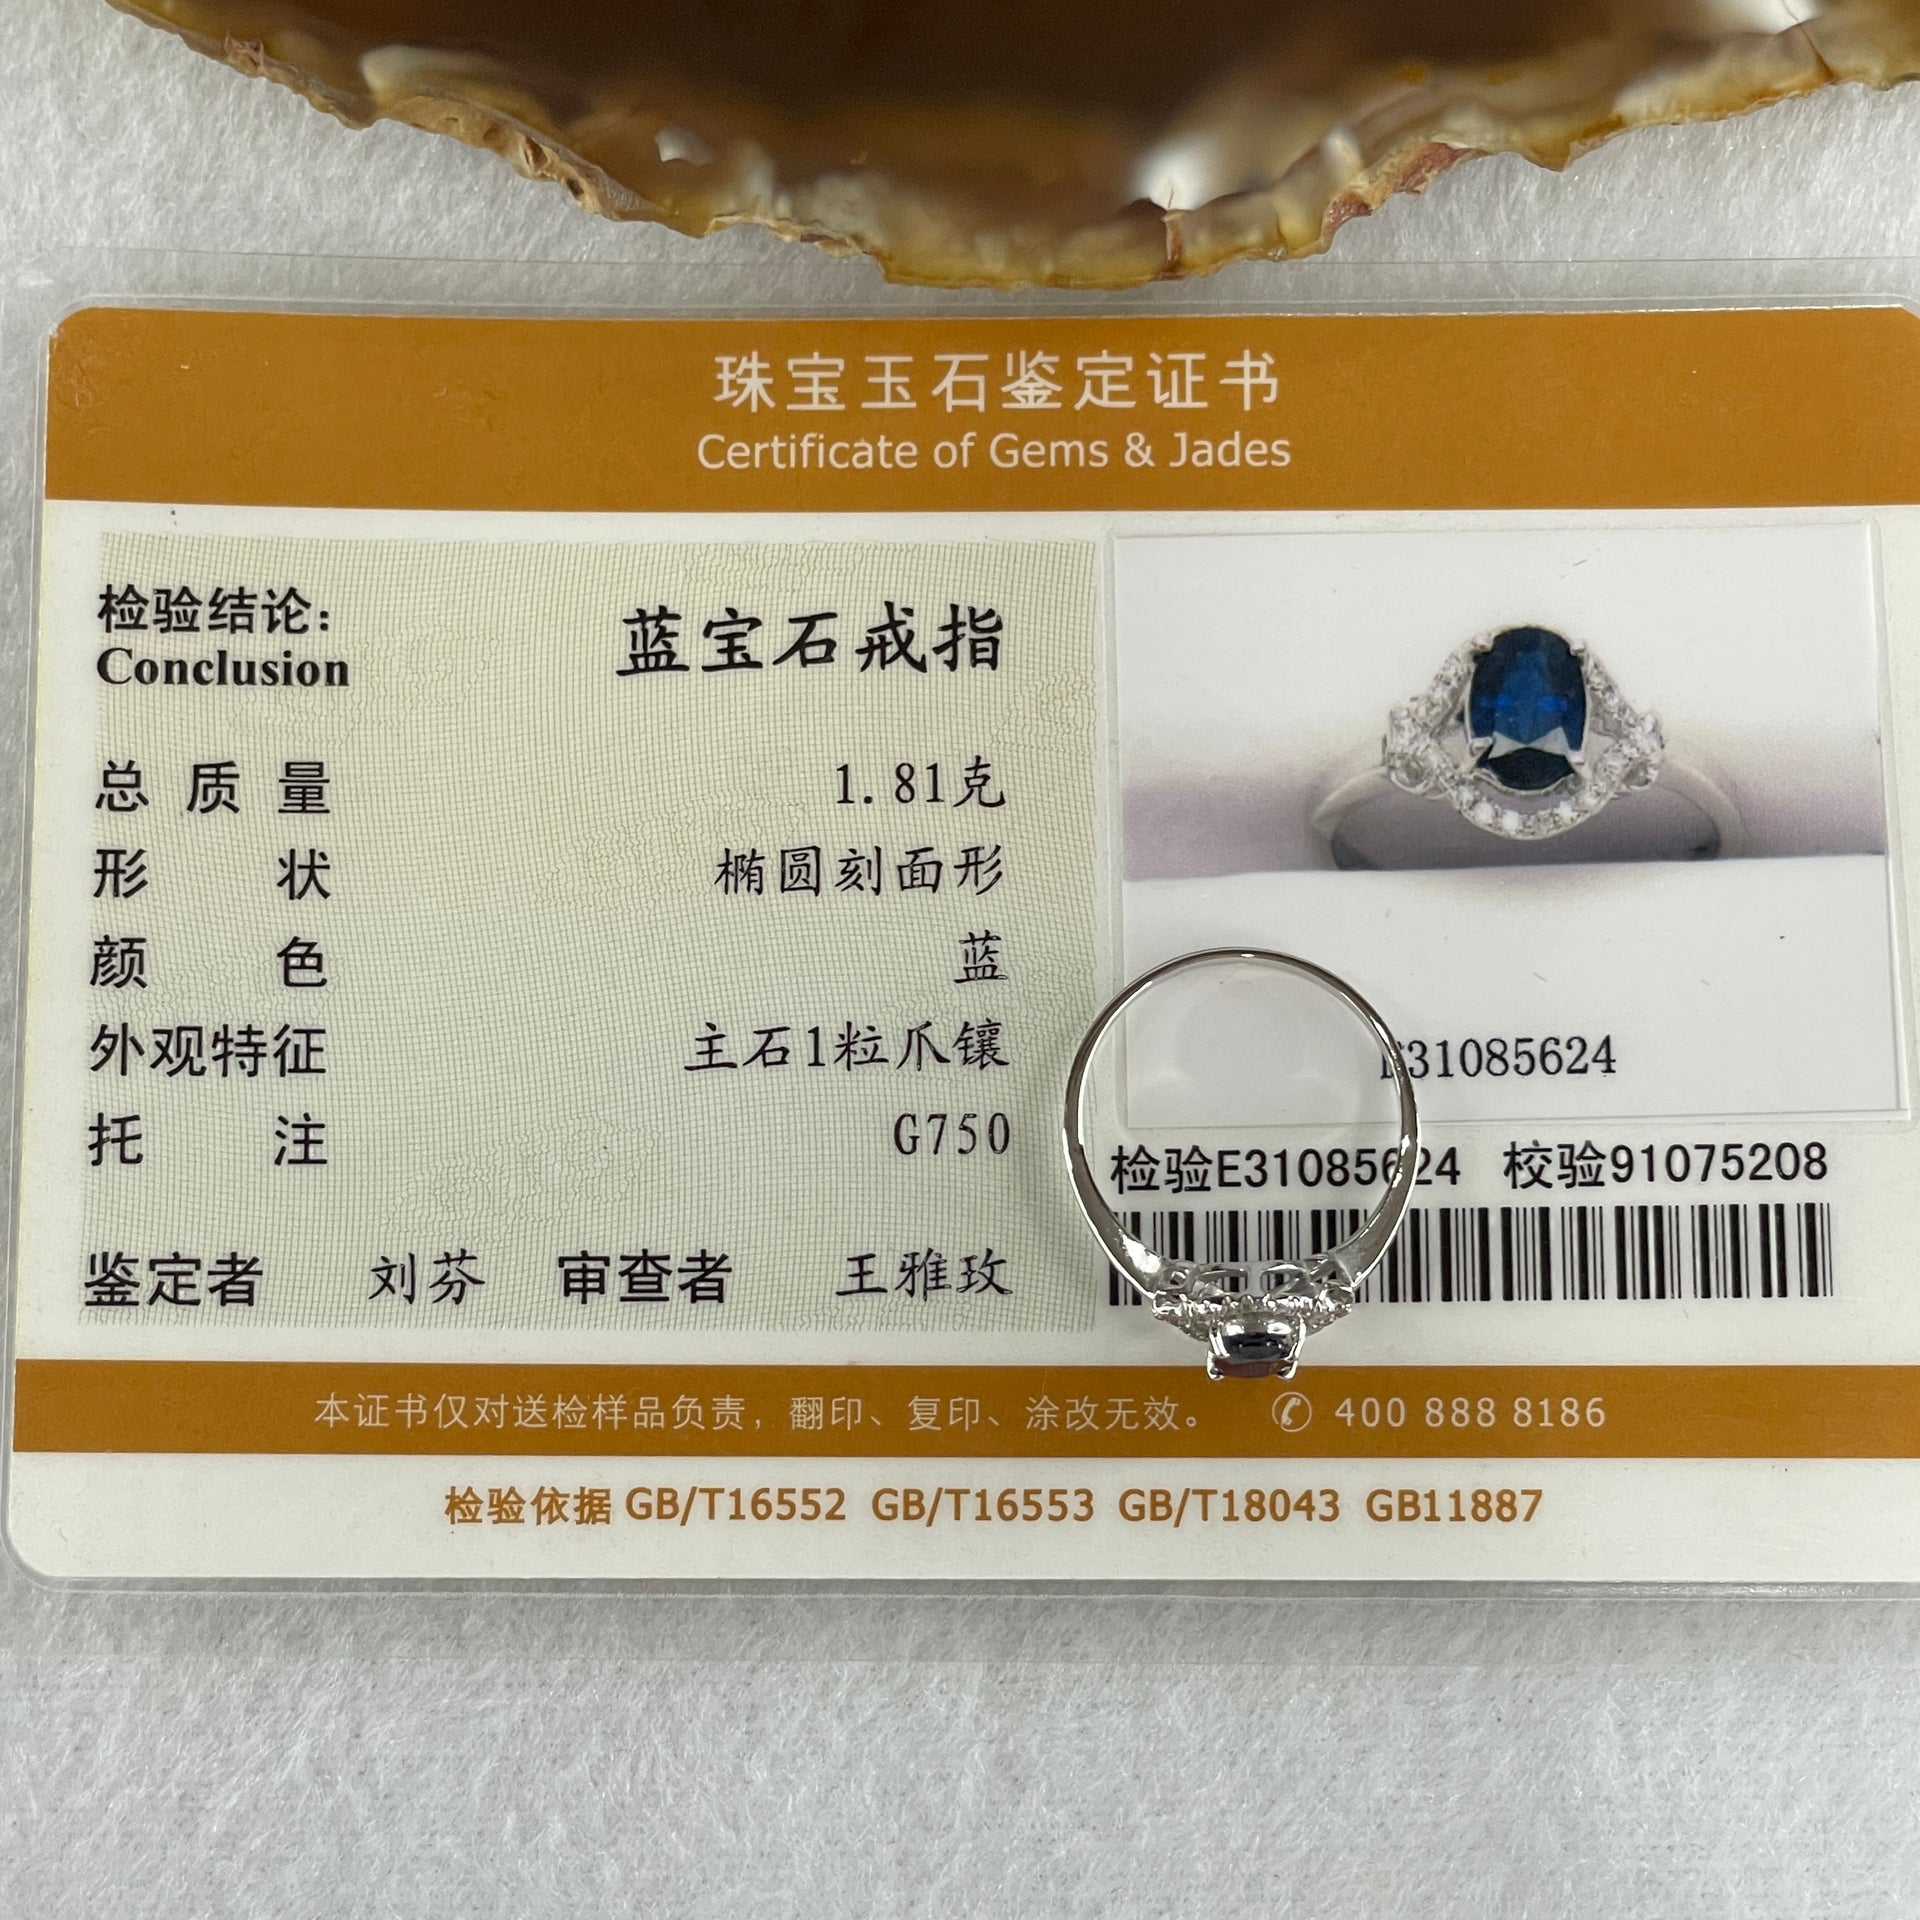 珠宝玉石鉴定证书
Certificate of Gems & Jades
检验结论: 蓝宝石戒指
Conclusion
总质量 1.81克
形状 椭圆刻面形
颜色 蓝
外观特征 主石1粒爪镶
托注 G750
鉴定者 刘芬 审查者 王雅玫
E31085624
检验E31085624 校验91075208
本证书仅对送检样品负责，翻印、复印、涂改无效。 400 888 8186
检验依据 GB/T16552 GB/T16553 GB/T18043 GB11887